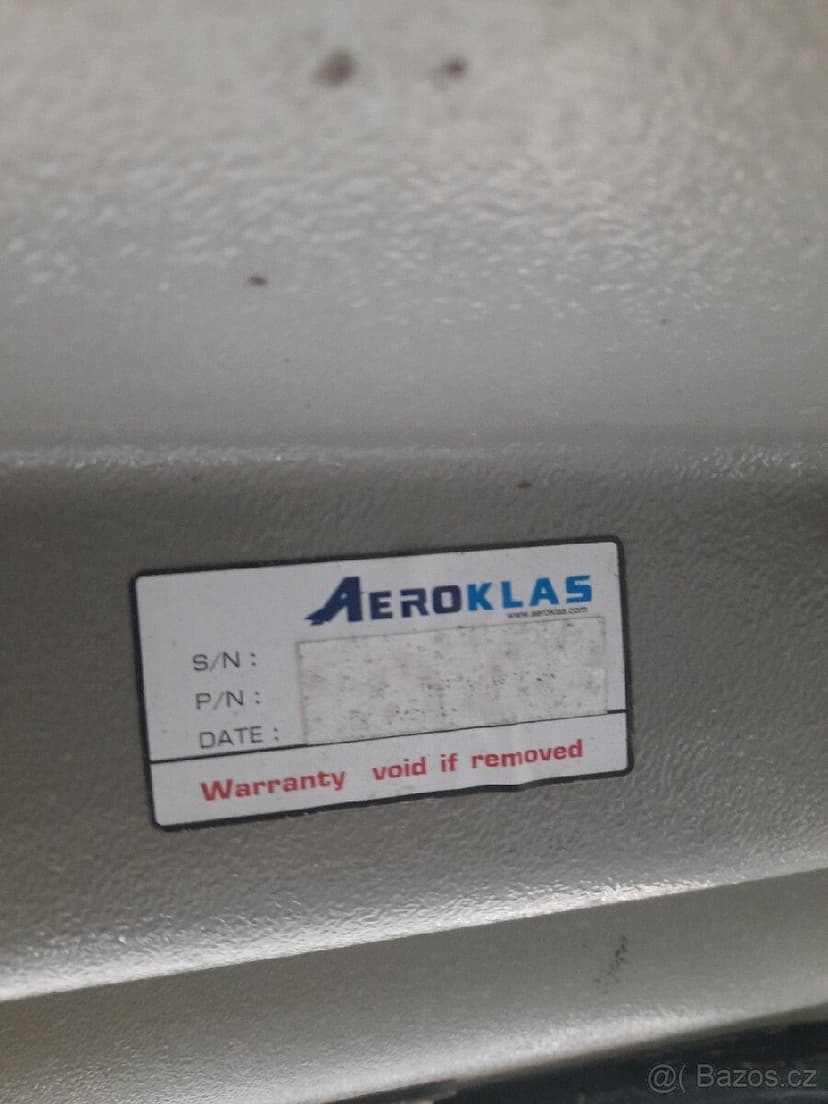 AEROKLAS
www.aeroklas.com
S/N :
P/N :
DATE :
Warranty void if removed
@( Bazos.cz